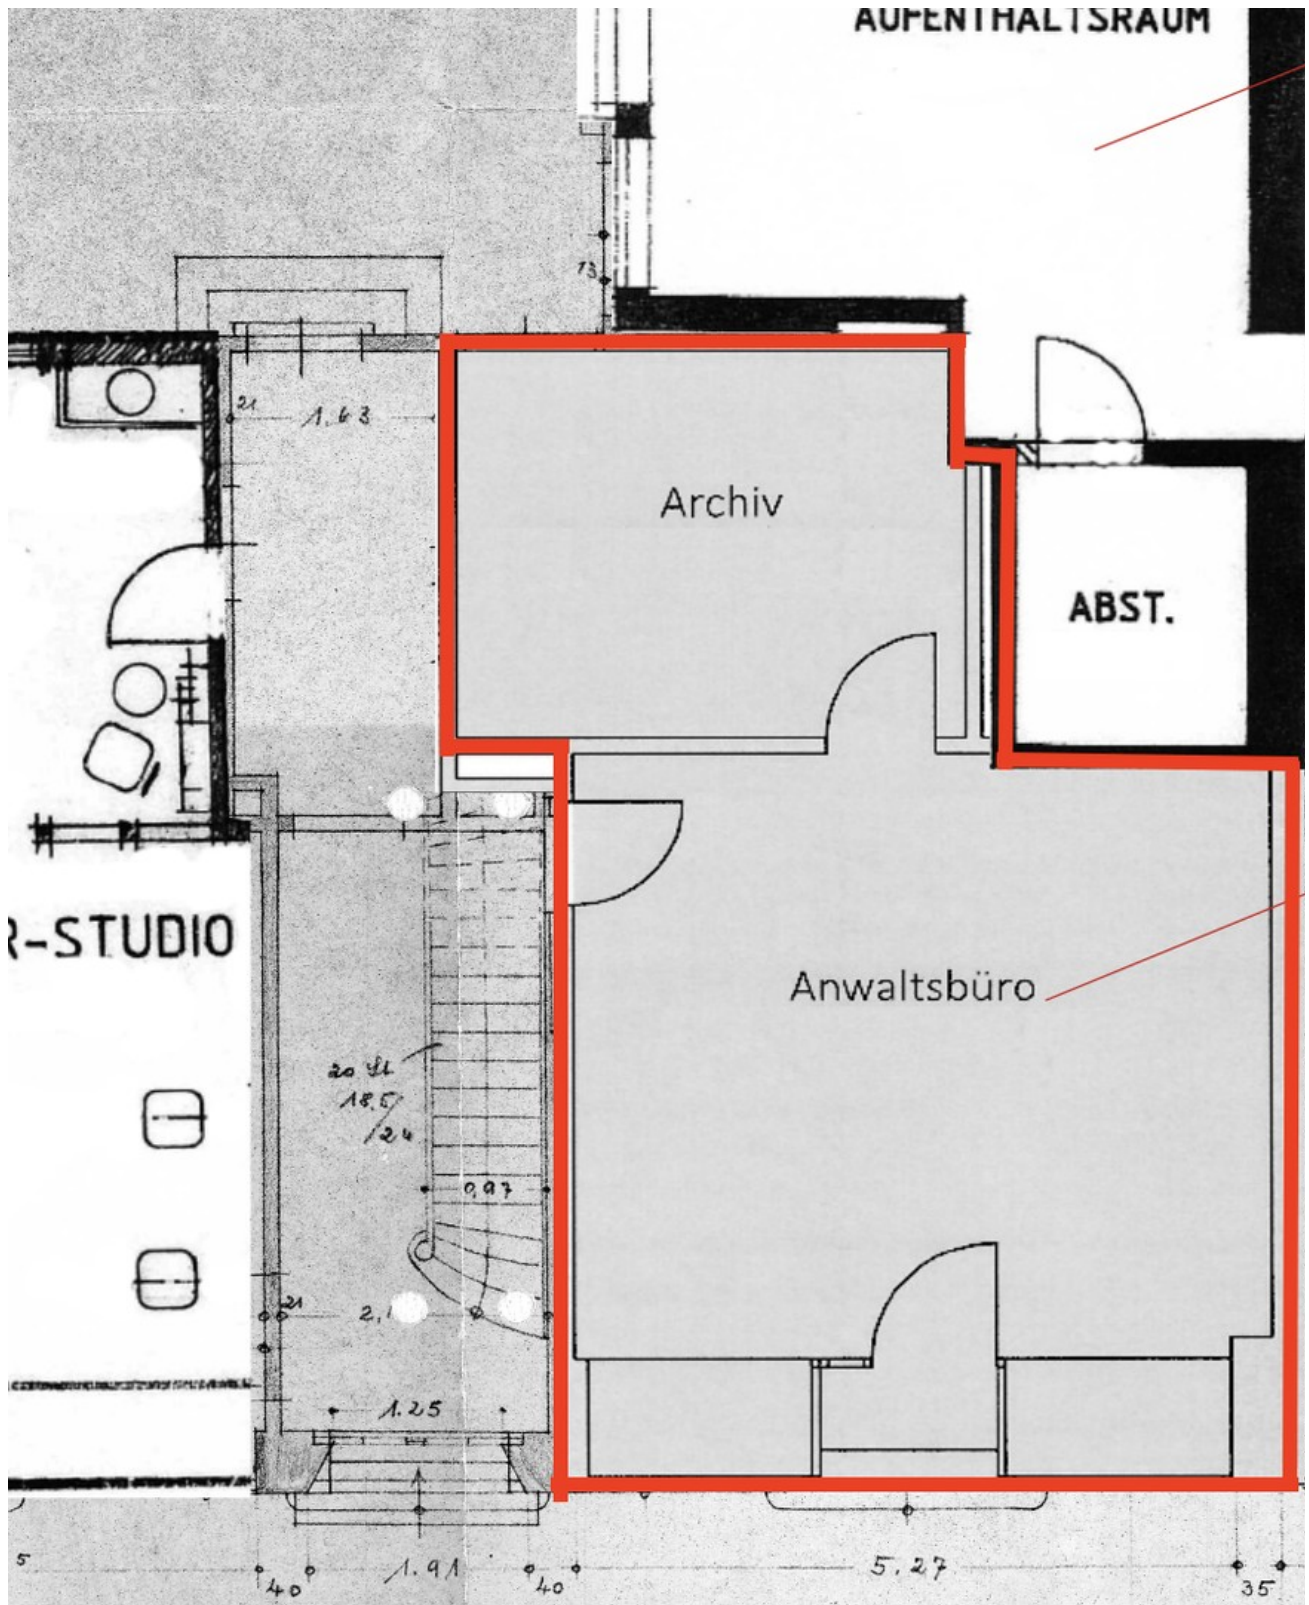 AUFENTHALTSRAUM
13
21
1.63
Archiv
ABST.
R-STUDIO
Anwaltsbüro
20 St
18,5/
/24
0,97
21
2,1
1.25
5
40
1.91
40
5.27
35